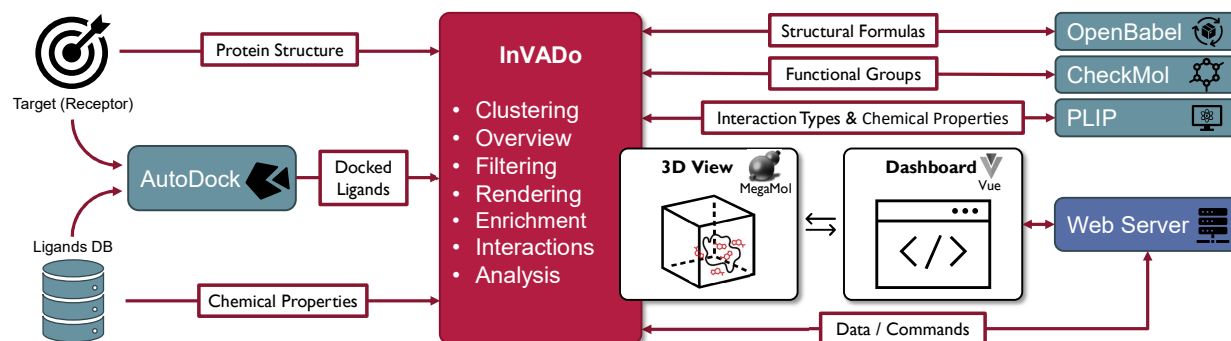 Target (Receptor)
Protein Structure
AutoDock
Docked
Ligands
Ligands DB
Chemical Properties
InVADo
• Clustering
• Overview
• Filtering
• Rendering
• Enrichment
• Interactions
• Analysis
Structural Formulas
OpenBabel
Functional Groups
CheckMol
Interaction Types & Chemical Properties
PLIP
3D View
MegaMol
Dashboard
Vue
</>
Web Server
Data / Commands